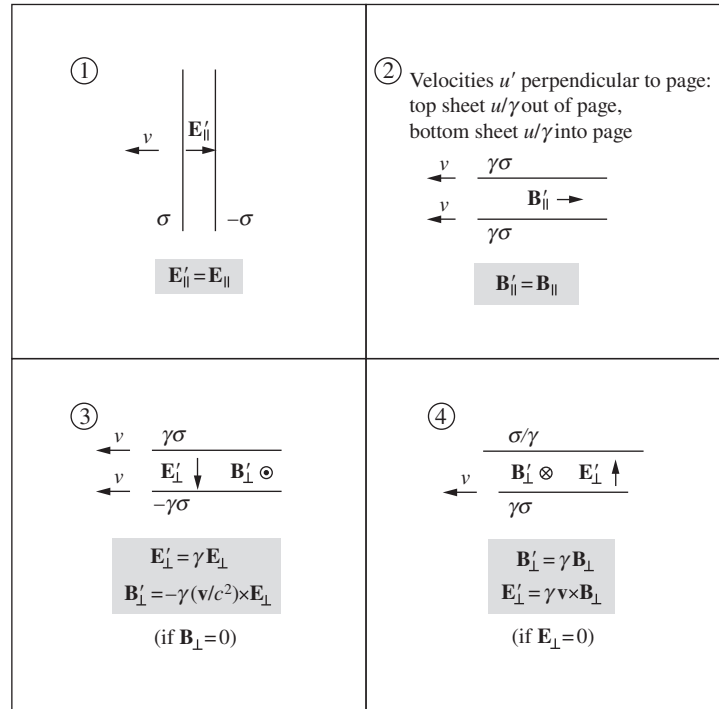 ①
v
E′∥
σ
−σ
E′∥ = E∥
② Velocities u′ perpendicular to page:
top sheet u/γ out of page,
bottom sheet u/γ into page
γσ
v
B′∥
v
γσ
B′∥ = B∥
③
γσ
v
E′⊥ B′⊥
v
−γσ
E′⊥ = γE⊥
B′⊥ = −γ(v/c²)×E⊥
(if B⊥=0)
④
σ/γ
B′⊥ ⊗ E′⊥
v
γσ
B′⊥ = γB⊥
E′⊥ = γv×B⊥
(if E⊥=0)